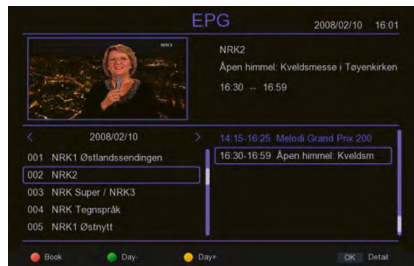 EPG
2008/02/10 16:01
NRK2
Åpen himmel: Kveldsmesse i Tøyenkirken
16:30 -- 16:59
< 2008/02/10 >
001 NRK1 Østlandssendingen
002 NRK2
003 NRK Super / NRK3
004 NRK Tegnspråk
005 NRK1 Østnytt
14:15-16:25 Melodi Grand Prix 200
16:30-16:59 Åpen himmel: Kveldsm
Book Day- Day+ OK Detail